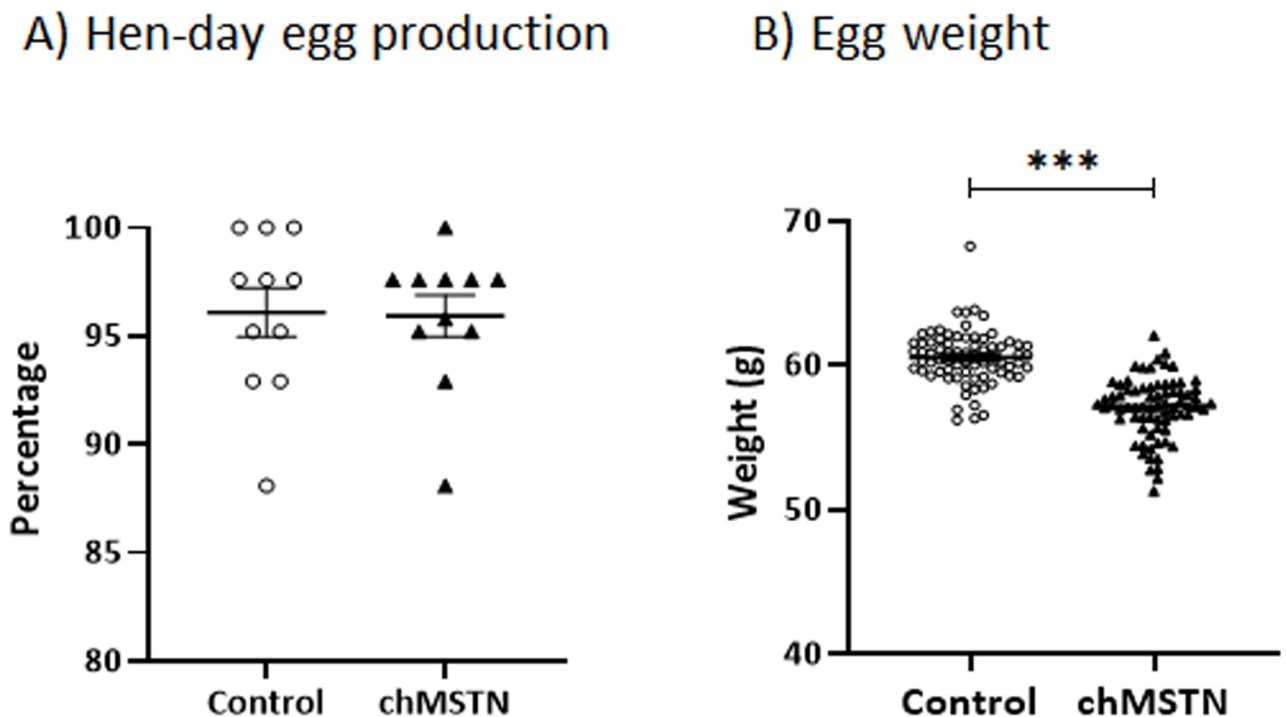 A) Hen-day egg production
B) Egg weight
100
95
90
85
80
Percentage
Control chMSTN
***
70
60
50
40
Weight (g)
Control chMSTN